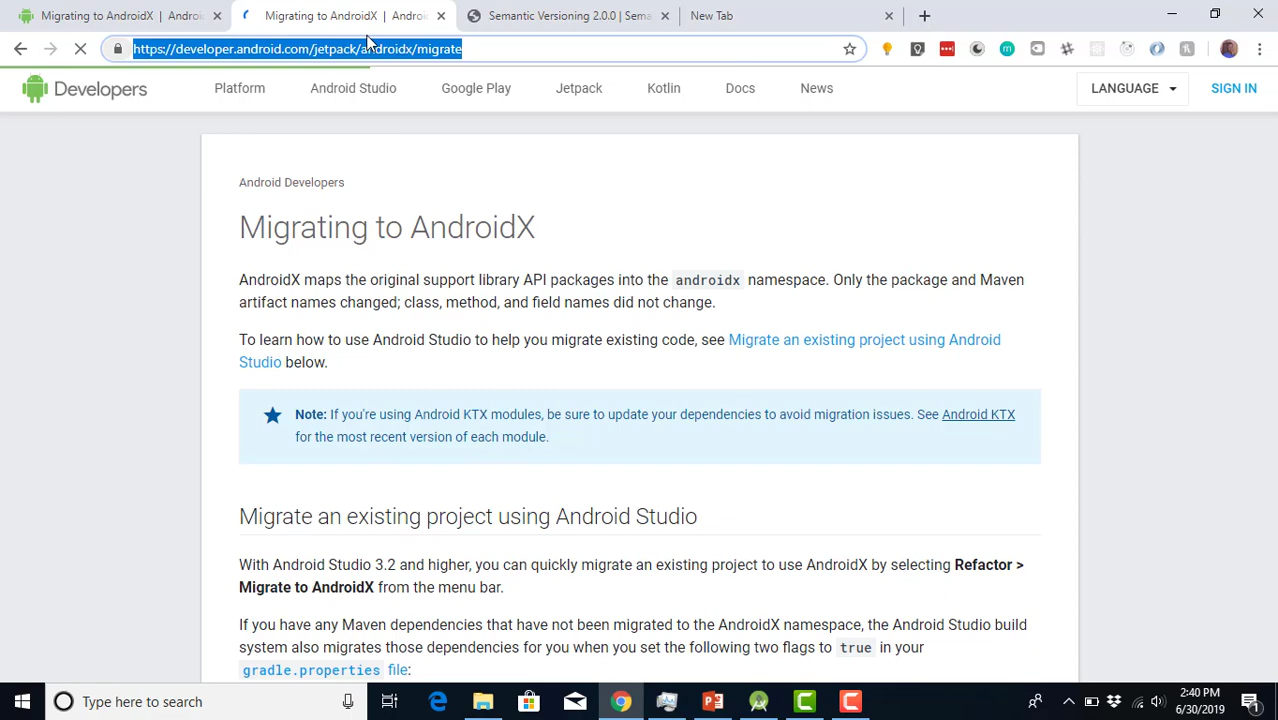 Migrating to AndroidX | Android
Migrating to AndroidX | Androi
Semantic Versioning 2.0.0 | Sema
New Tab
https://developer.android.com/jetpack/androidx/migrate
Developers
Platform
Android Studio
Google Play
Jetpack
Kotlin
Docs
News
LANGUAGE
SIGN IN
Android Developers
Migrating to AndroidX
AndroidX maps the original support library API packages into the androidx namespace. Only the package and Maven
artifact names changed; class, method, and field names did not change.
To learn how to use Android Studio to help you migrate existing code, see Migrate an existing project using Android
Studio below.
Note: If you're using Android KTX modules, be sure to update your dependencies to avoid migration issues. See Android KTX
for the most recent version of each module.
Migrate an existing project using Android Studio
With Android Studio 3.2 and higher, you can quickly migrate an existing project to use AndroidX by selecting Refactor >
Migrate to AndroidX from the menu bar.
If you have any Maven dependencies that have not been migrated to the AndroidX namespace, the Android Studio build
system also migrates those dependencies for you when you set the following two flags to true in your
gradle.properties file:
Type here to search
2:40 PM
6/30/2019